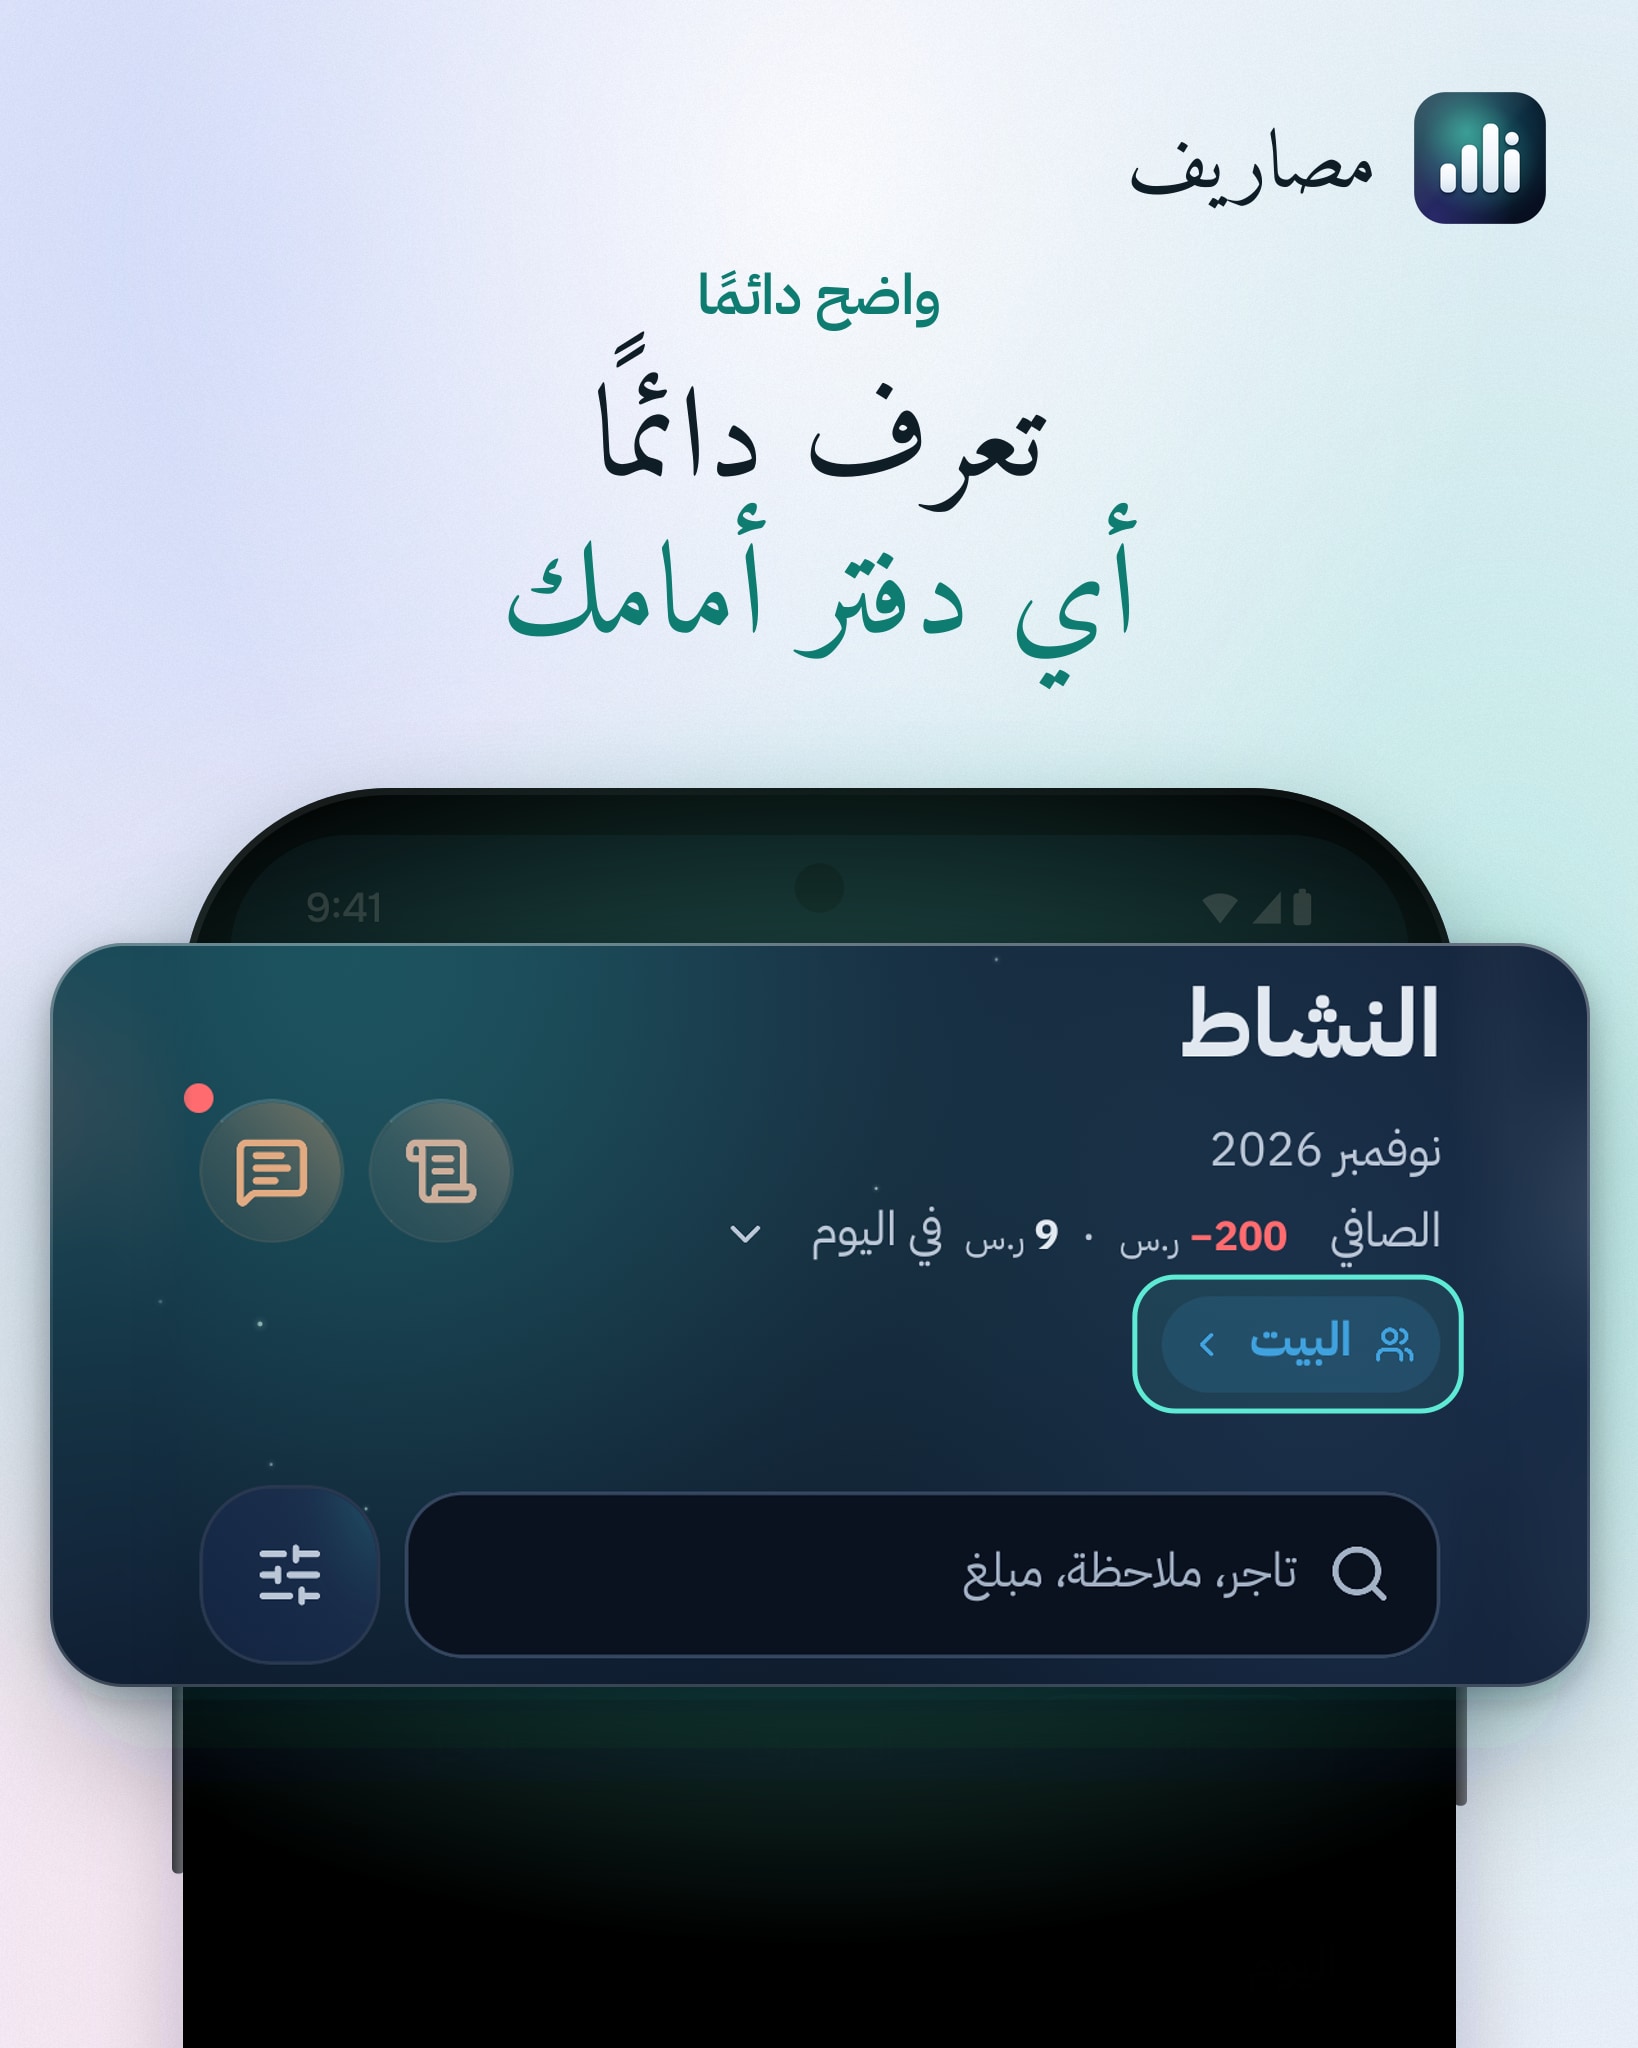 مصاريف
واضح دائمًا
تعرف دائمًا
أي دفتر أمامك
9:41
النشاط
نوفمبر 2026
الصافي −200 ر.س · 9 ر.س في اليوم
البيت
تاجر، ملاحظة، مبلغ